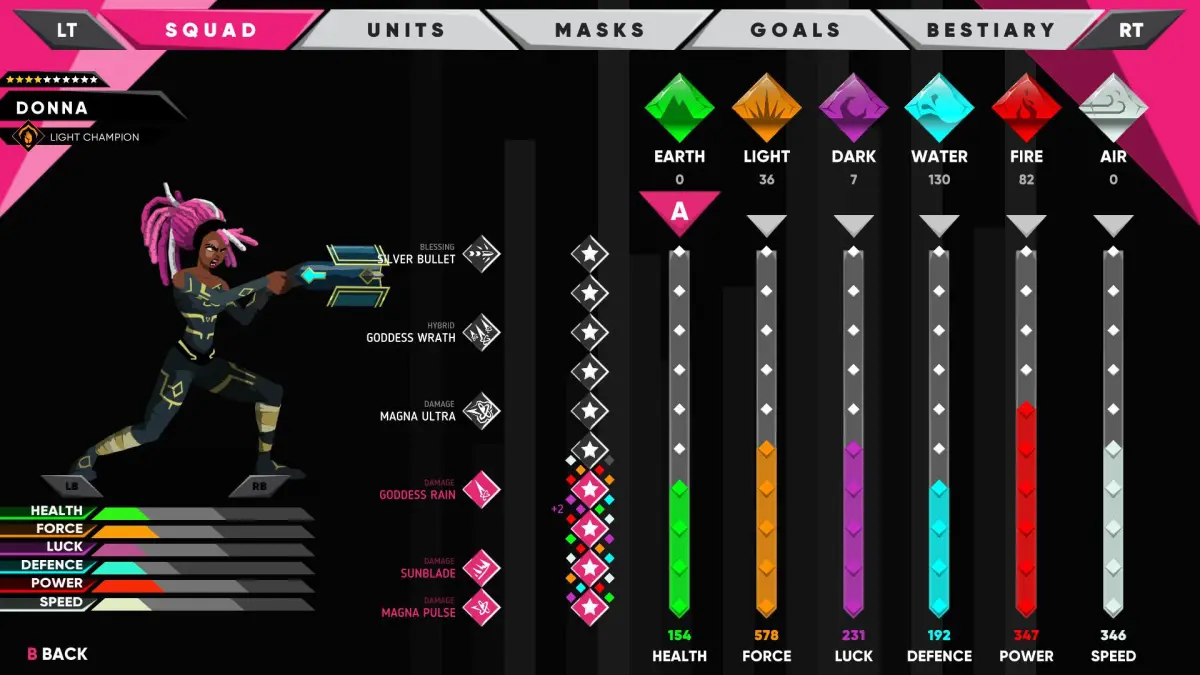 LT SQUAD UNITS MASKS GOALS BESTIARY RT
DONNA
LIGHT CHAMPION
EARTH LIGHT DARK WATER FIRE AIR
0 36 7 130 82 0
A
BLESSING
SILVER BULLET
HYBRID
GODDESS WRATH
DAMAGE
MAGNA ULTRA
DAMAGE
GODDESS RAIN
+2
DAMAGE
SUNBLADE
DAMAGE
MAGNA PULSE
LB RB
HEALTH
FORCE
LUCK
DEFENCE
POWER
SPEED
154 578 231 192 347 346
HEALTH FORCE LUCK DEFENCE POWER SPEED
B BACK